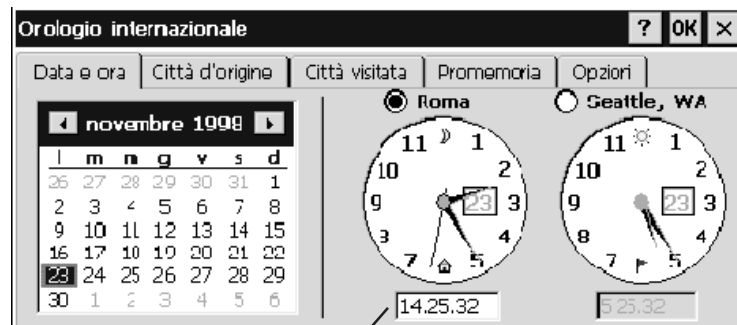 Orologio internazionale ? OK ×
Data e ora Città d'origine Città visitata Promemoria Opzioni
Roma Seattle, WA
novembre 1998
l m m g v s d
26 27 28 29 30 31 1
2 3 4 5 6 7 8
9 10 11 12 13 14 15
16 17 18 19 20 21 22
23 24 25 26 27 28 29
30 1 2 3 4 5 6
11 1
10 2
9 23 3
4
7 5
11 1
10 2
9 23 3
8 4
7 5
14.25.32 5.25.32